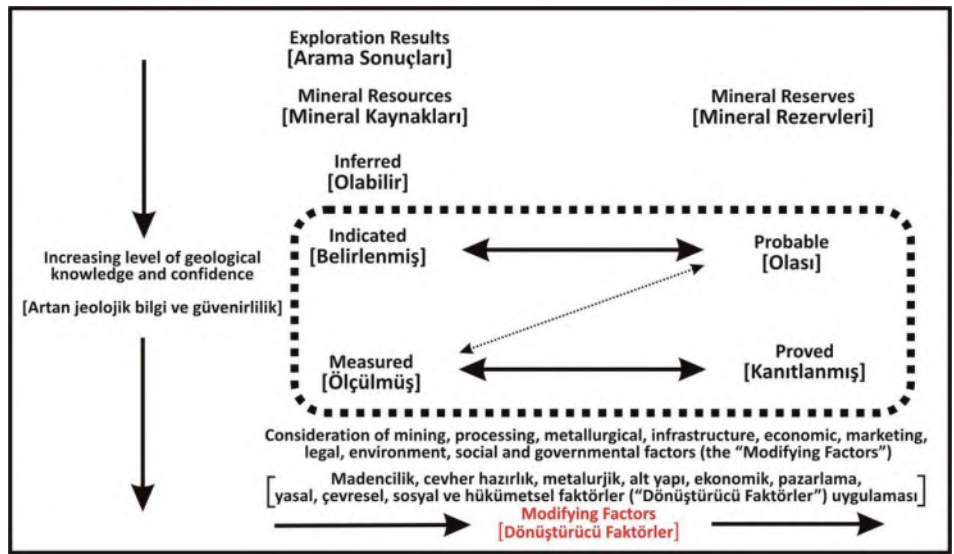 Exploration Results
[Arama Sonuçları]
Mineral Resources
[Mineral Kaynakları]
Mineral Reserves
[Mineral Rezervleri]
Inferred
[Olabilir]
Indicated
[Belirlenmiş]
Probable
[Olası]
Increasing level of geological
knowledge and confidence
[Artan jeolojik bilgi ve güvenirlilik]
Measured
[Ölçülmüş]
Proved
[Kanıtlanmış]
Consideration of mining, processing, metallurgical, infrastructure, economic, marketing,
legal, environment, social and governmental factors (the “Modifying Factors”)
[Madencilik, cevher hazırlık, metalurjik, alt yapı, ekonomik, pazarlama,
yasal, çevresel, sosyal ve hükümetsel faktörler (“Dönüştürücü Faktörler”) uygulaması]
Modifying Factors
[Dönüştürücü Faktörler]